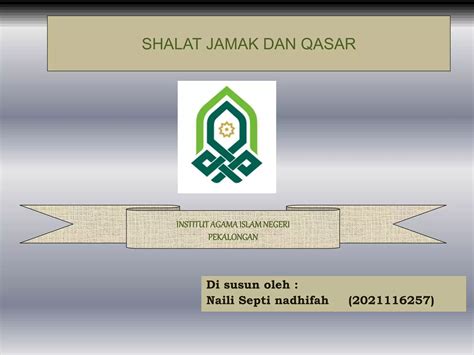 SHALAT JAMAK DAN QASAR
INSTITUT AGAMA ISLAM NEGERI
PEKALONGAN
Di susun oleh :
Naili Septi nadhifah (2021116257)